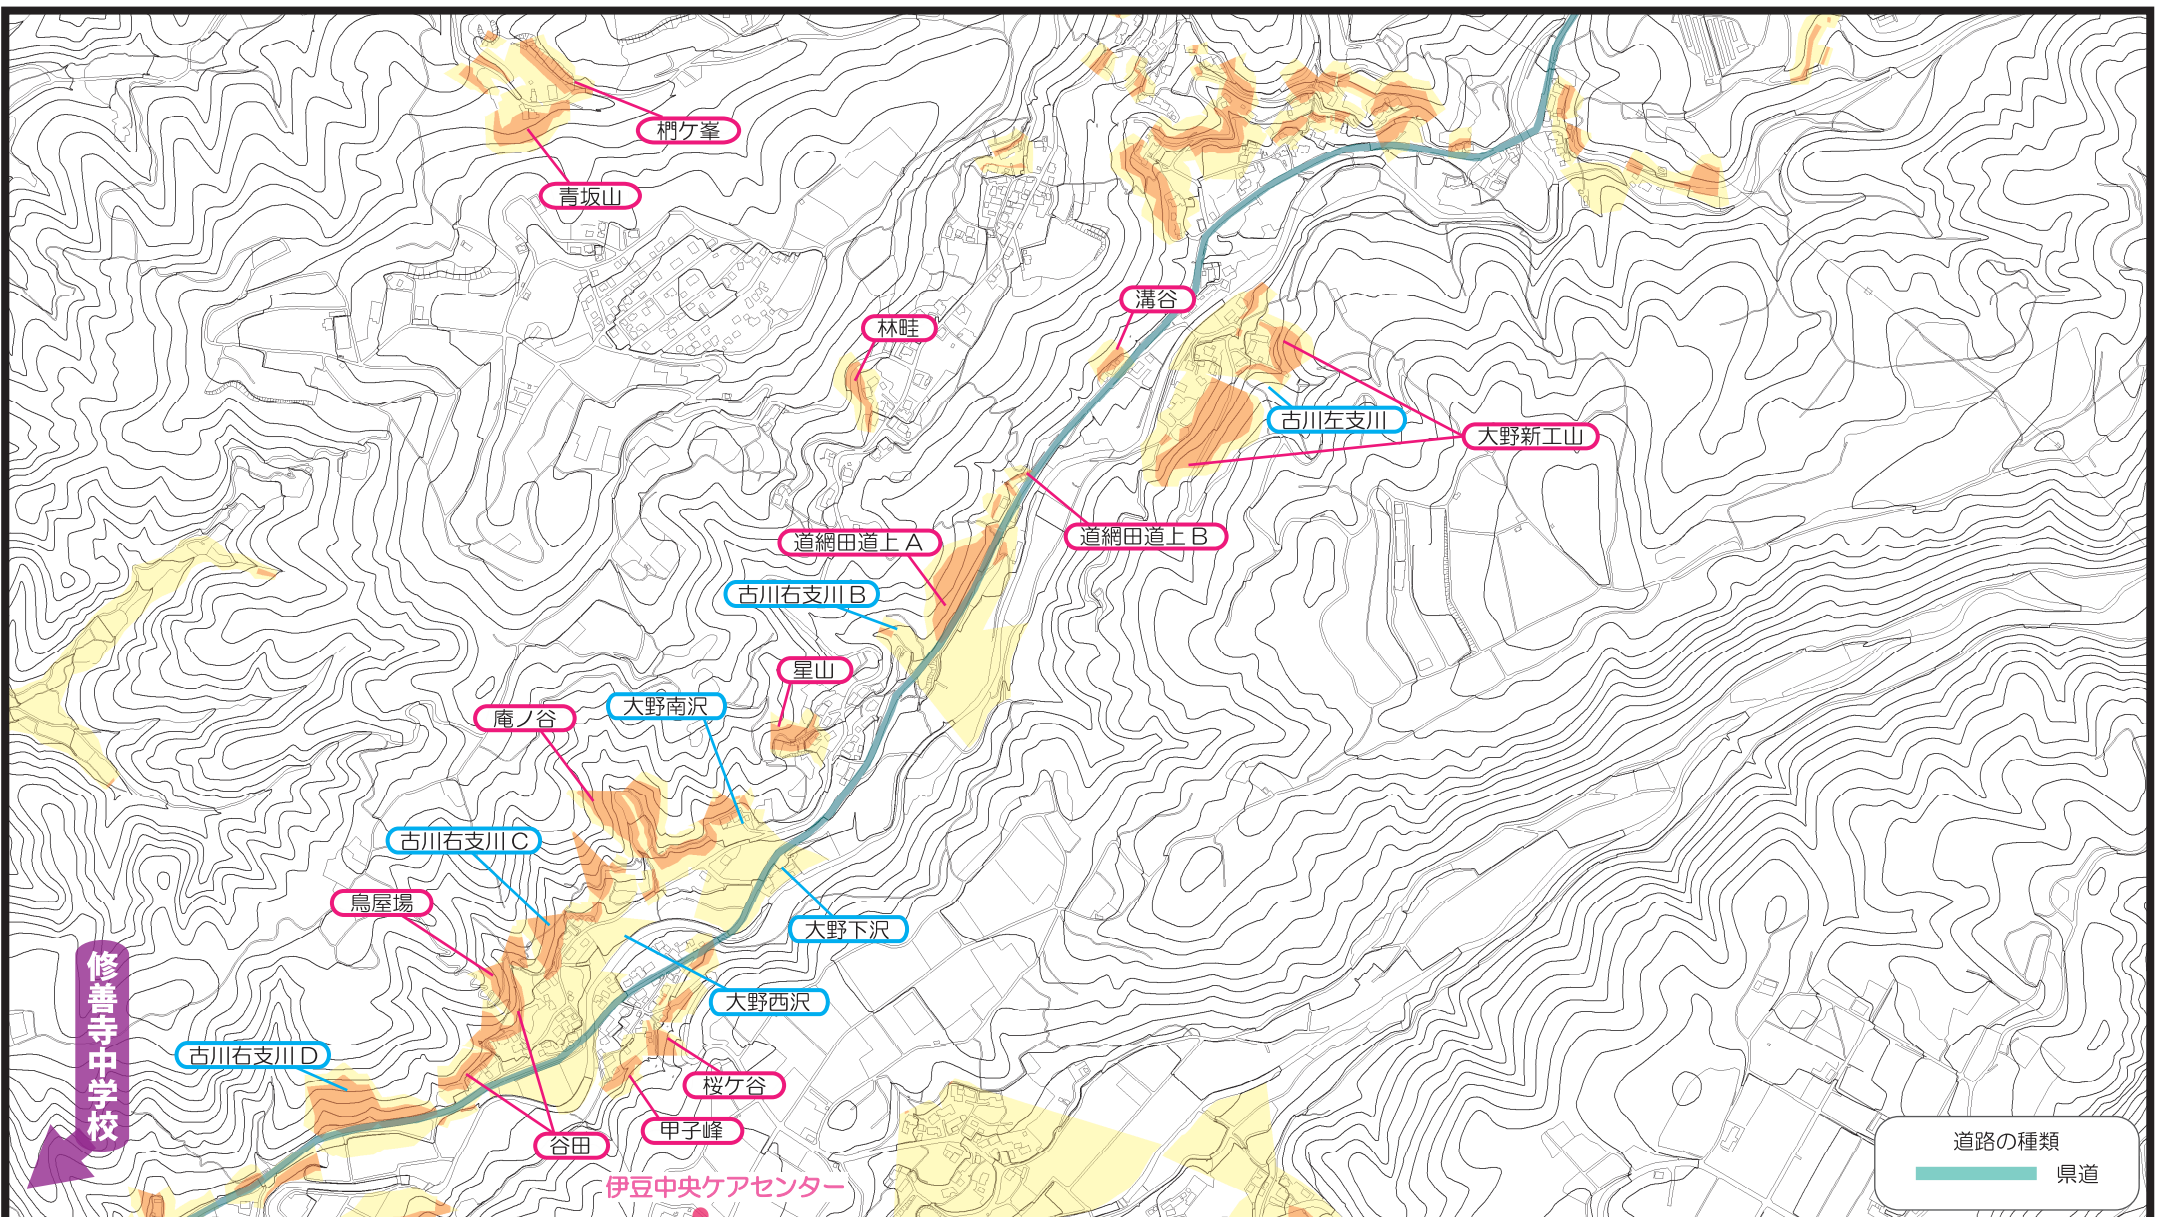 椚ケ峯
青坂山
溝谷
林畦
古川左支川
大野新工山
道網田道上B
道網田道上A
古川右支川B
星山
大野南沢
庵ノ谷
古川右支川C
鳥屋場
大野下沢
大野西沢
修善寺中学校
古川右支川D
桜ケ谷
甲子峰
谷田
伊豆中央ケアセンター
道路の種類
県道